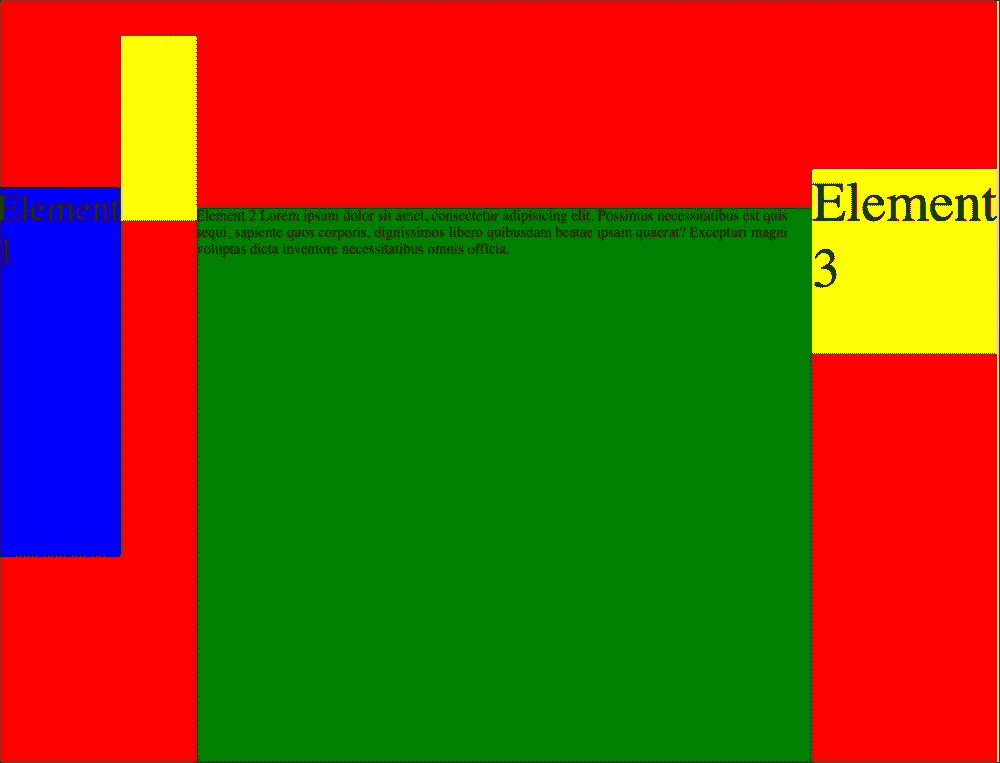 Element
1
Element 2 Lorem ipsum dolor sit amet, consectetur adipisicing elit. Possimus necessitatibus est quis
sequi, sapiente quos corporis, dignissimos libero quibusdam beatae ipsam quaerat? Excepturi magni
voluptas dicta inventore necessitatibus omnis officia.
Element
3